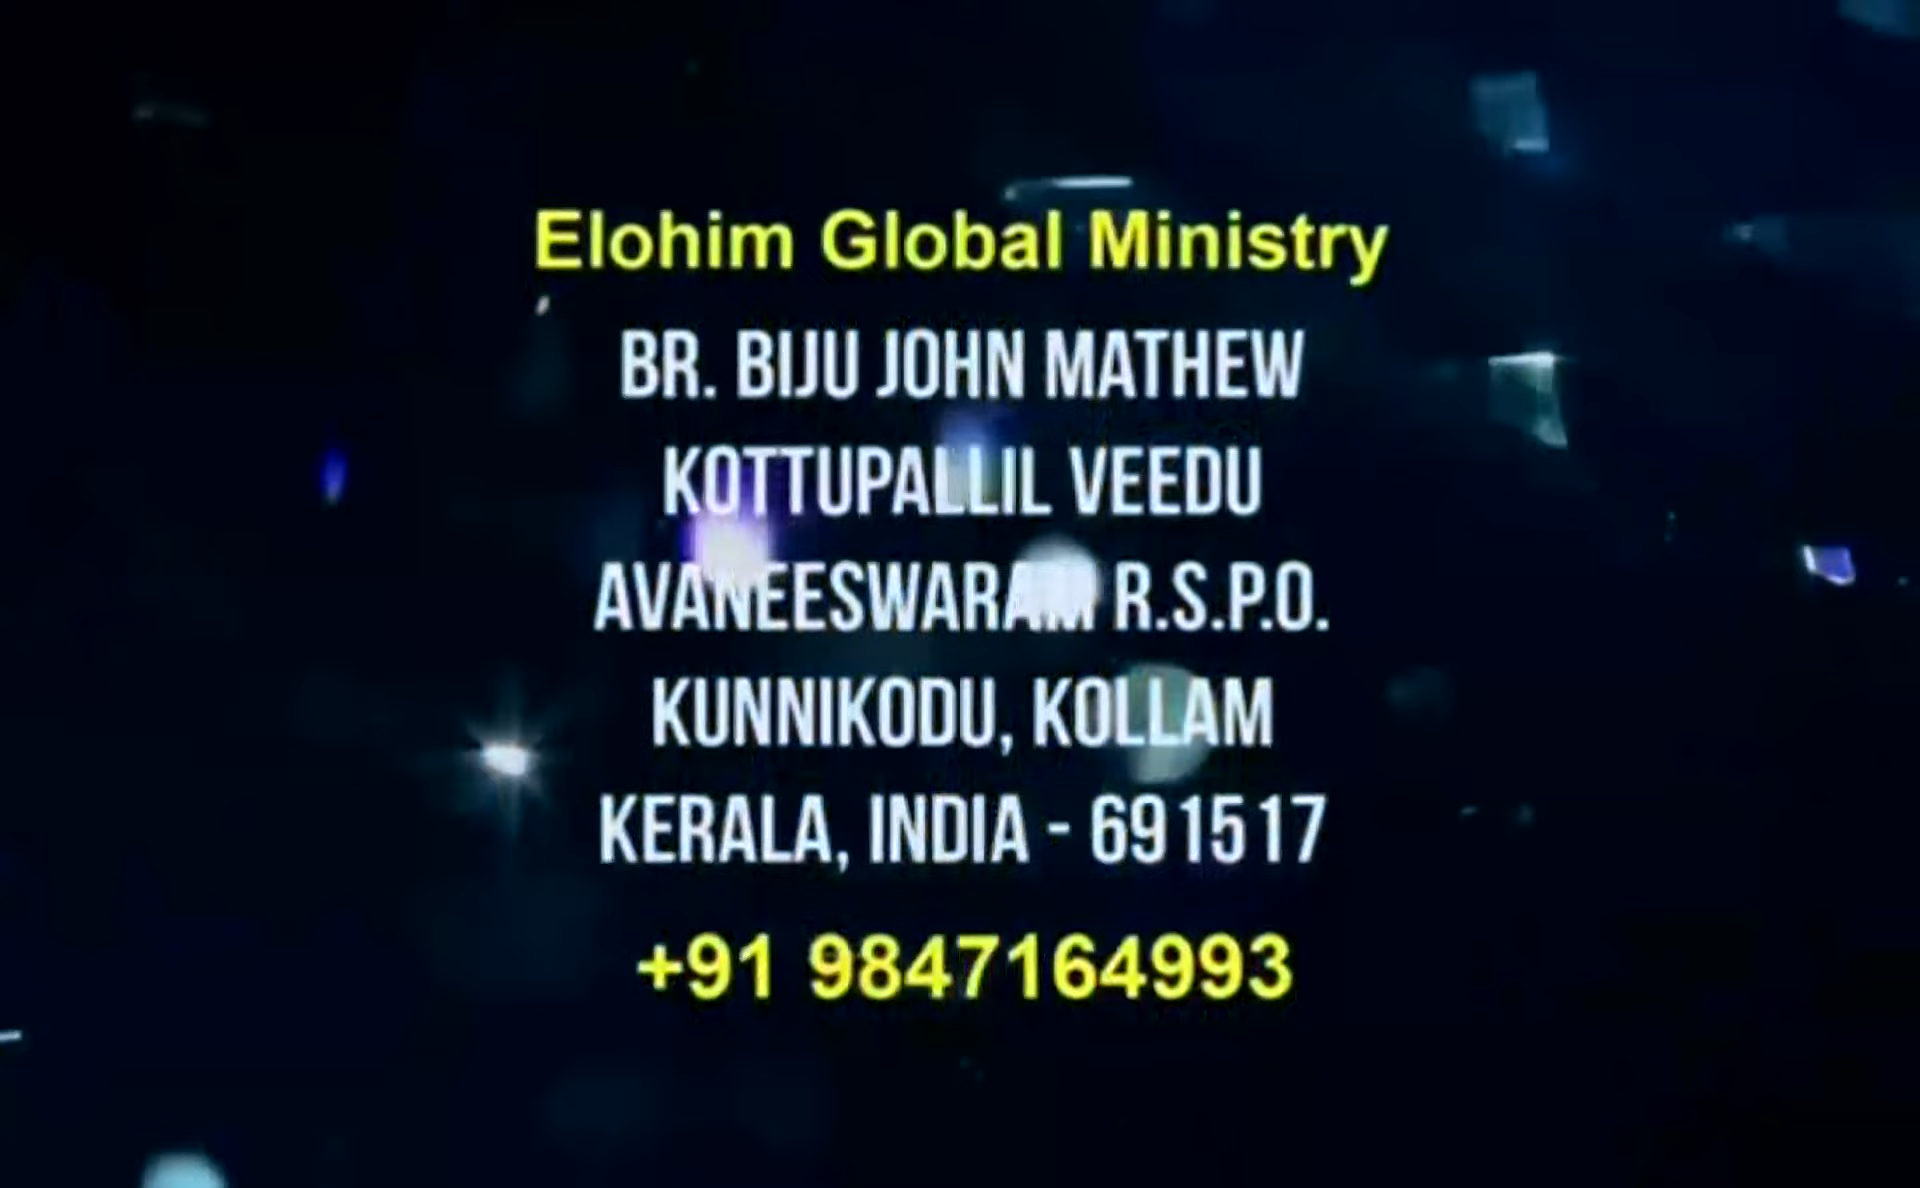 Elohim Global Ministry
BR. BIJU JOHN MATHEW
KOTTUPALLIL VEEDU
AVANEESWARAM R.S.P.O.
KUNNIKODU, KOLLAM
KERALA, INDIA - 691517
+91 9847164993